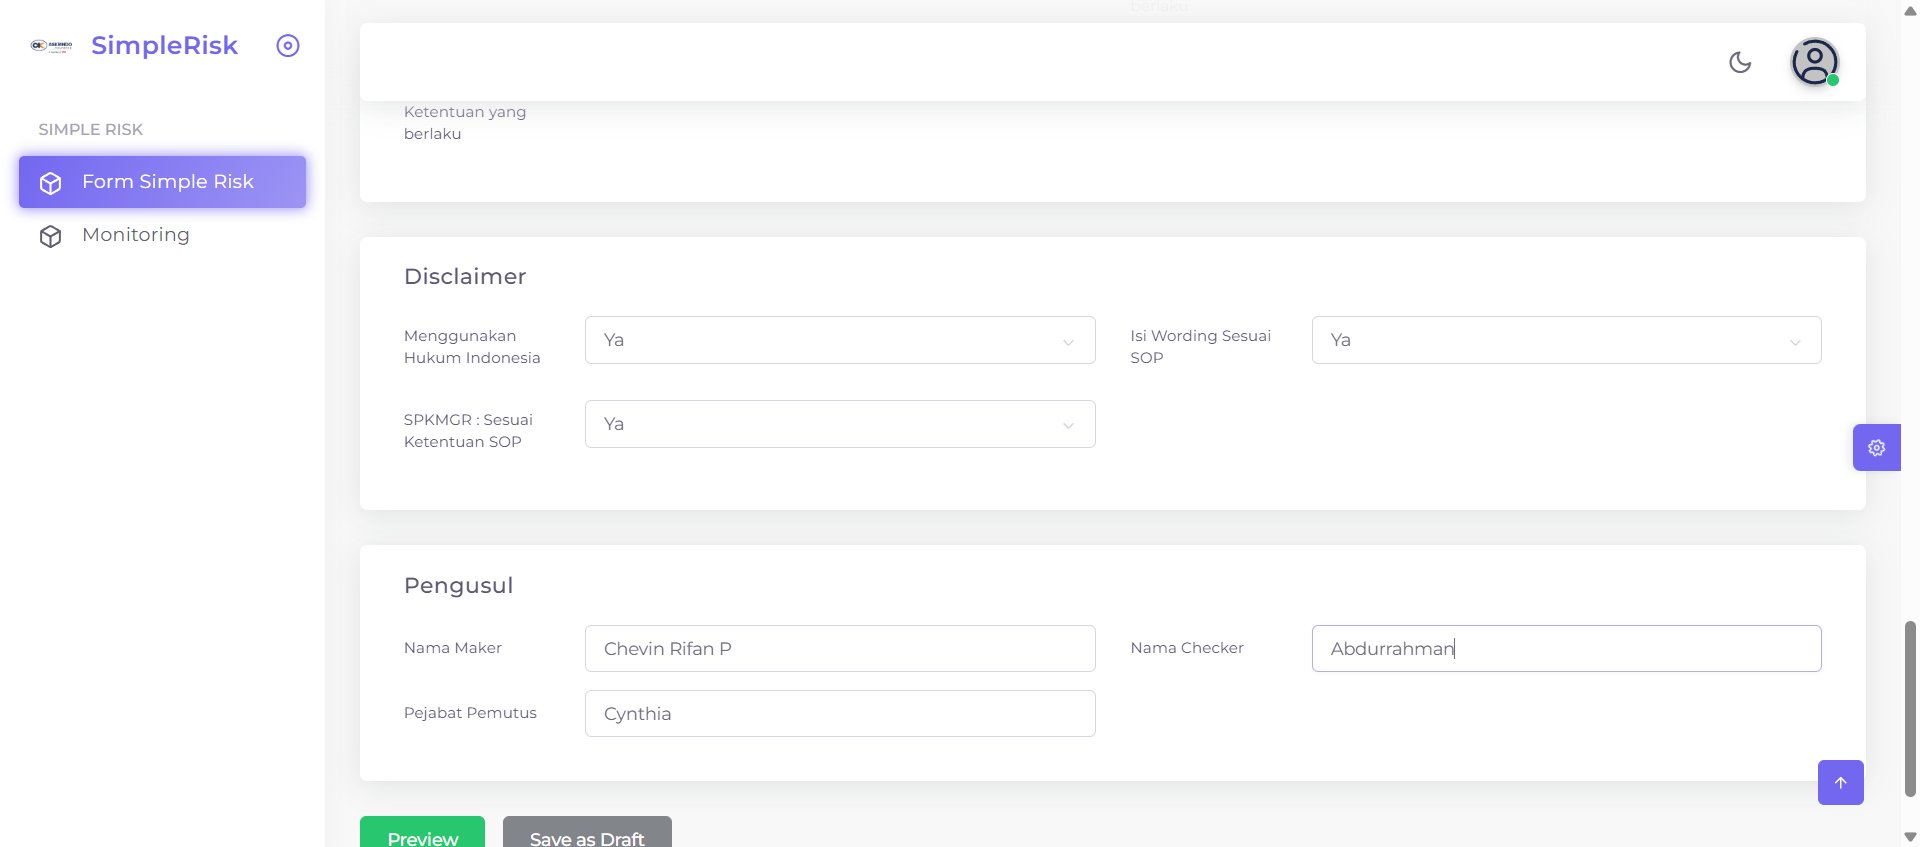 SimpleRisk
SIMPLE RISK
Form Simple Risk
Monitoring
berlaku
Ketentuan yang
berlaku
Disclaimer
Menggunakan
Hukum Indonesia
Ya
Isi Wording Sesuai
SOP
Ya
SPKMGR : Sesuai
Ketentuan SOP
Ya
Pengusul
Nama Maker
Chevin Rifan P
Nama Checker
Abdurrahman
Pejabat Pemutus
Cynthia
Preview
Save as Draft